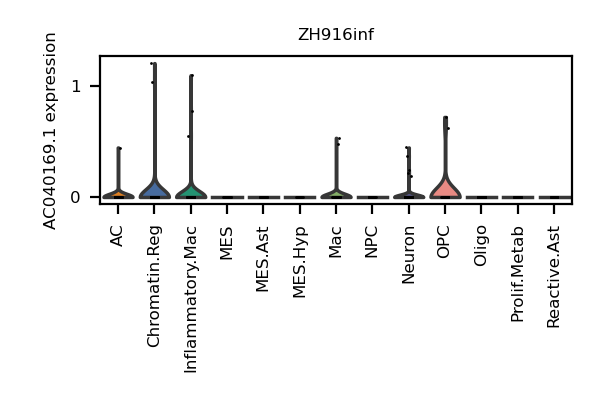 ZH916inf
AC040169.1 expression
1
0
AC
Chromatin.Reg
Inflammatory.Mac
MES
MES.Ast
MES.Hyp
Mac
NPC
Neuron
OPC
Oligo
Prolif.Metab
Reactive.Ast